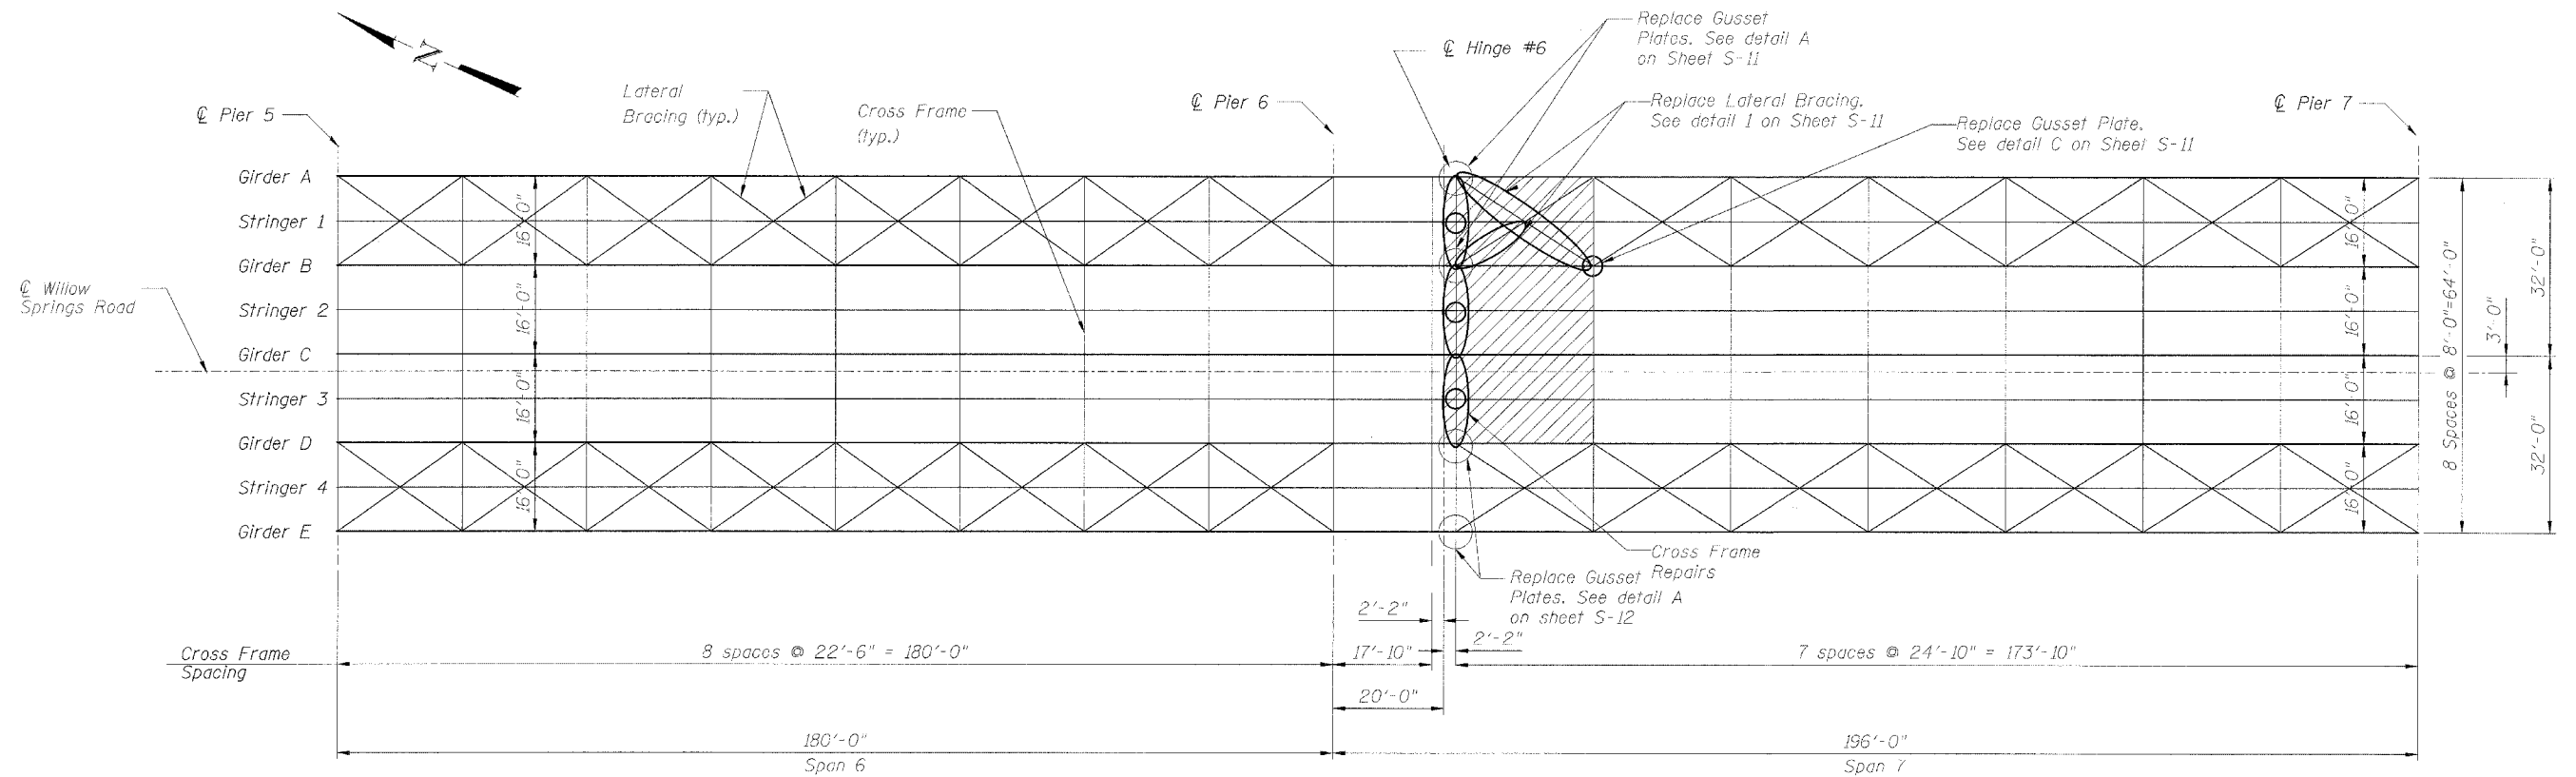 Replace Gusset
Plates. See detail A
on Sheet S-11
℄ Hinge #6
N
Lateral
Bracing (typ.)
Cross Frame
(typ.)
℄ Pier 5
℄ Pier 6
Replace Lateral Bracing.
See detail 1 on Sheet S-11
Replace Gusset Plate.
See detail C on Sheet S-11
℄ Pier 7
Girder A
Stringer 1
Girder B
Stringer 2
Girder C
Stringer 3
Girder D
Stringer 4
Girder E
℄ Willow
Springs Road
16'-0"
16'-0"
16'-0"
16'-0"
16'-0"
16'-0"
16'-0"
16'-0"
8 Spaces @ 8'-0"=64'-0"
3'-0"
32'-0"
32'-0"
Cross Frame
Repairs
Replace Gusset
Plates. See detail A
on sheet S-12
2'-2"
2'-2"
Cross Frame
Spacing
8 spaces @ 22'-6" = 180'-0"
17'-10"
7 spaces @ 24'-10" = 173'-10"
20'-0"
180'-0"
Span 6
196'-0"
Span 7